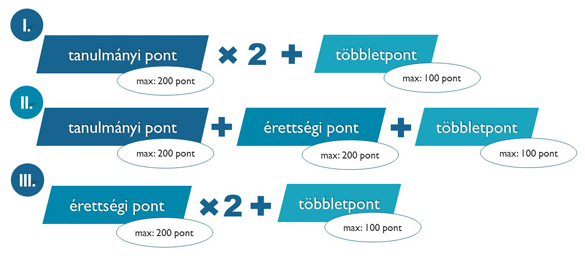 I.
tanulmányi pont × 2 + többletpont
max: 200 pont max: 100 pont
II.
tanulmányi pont + érettségi pont + többletpont
max: 200 pont max: 200 pont max: 100 pont
III.
érettségi pont ×2 + többletpont
max: 200 pont max: 100 pont